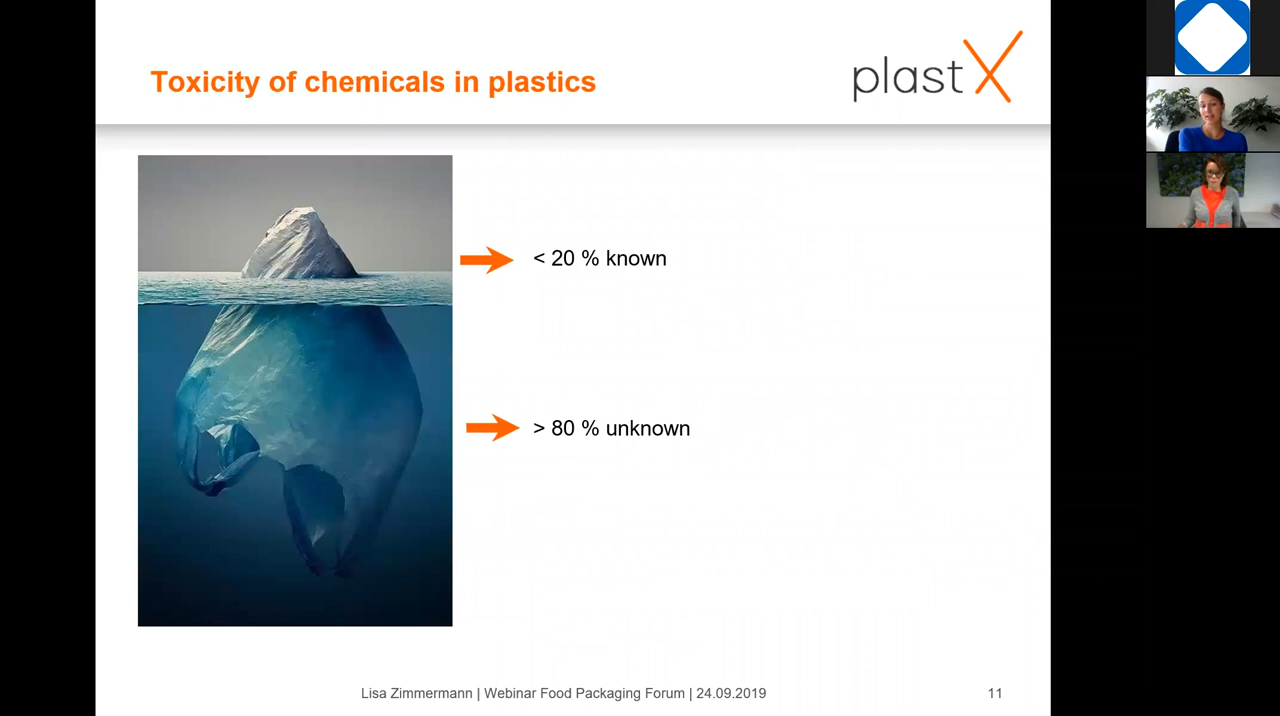 Toxicity of chemicals in plastics
plastX
< 20 % known
> 80 % unknown
Lisa Zimmermann | Webinar Food Packaging Forum | 24.09.2019
11